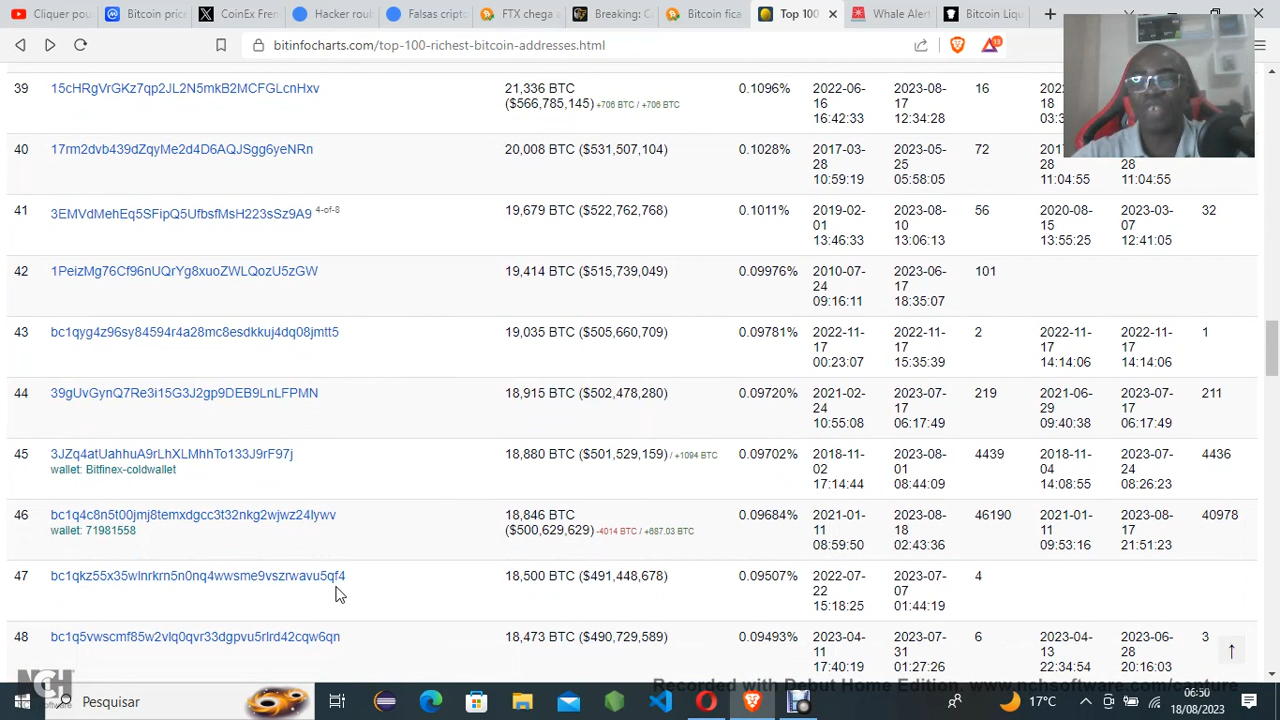 Clique pou
Bitcoin price
CoinEx Fren
Hacker roub
Falsas cripto
FTX chega a
Breaking: C
Bitcoin fica
Top 100
Whale Alert
Bitcoin Liqu
bitinfocharts.com/top-100-richest-bitcoin-addresses.html
39 15cHRgVrGKz7qp2JL2N5mkB2MCFGLcnHxv 21,336 BTC 0.1096% 2022-06- 2023-08- 16 2022
($566,785,145) +706 BTC / +706 BTC 16 17 18
16:42:33 12:34:28 03:3
40 17rm2dvb439dZqyMe2d4D6AQJSgg6yeNRn 20,008 BTC ($531,507,104) 0.1028% 2017-03- 2023-05- 72 2017
28 25 28 28
10:59:19 05:58:05 11:04:55 11:04:55
41 3EMVdMehEq5SFipQ5UfbsfMsH223sSz9A9 4-of-8 19,679 BTC ($522,762,768) 0.1011% 2019-02- 2023-08- 56 2020-08- 2023-03- 32
01 10 15 07
13:46:33 13:06:13 13:55:25 12:41:05
42 1PeizMg76Cf96nUQrYg8xuoZWLQozU5zGW 19,414 BTC ($515,739,049) 0.09976% 2010-07- 2023-06- 101
24 17
09:16:11 18:35:07
43 bc1qyg4z96sy84594r4a28mc8esdkkuj4dq08jmtt5 19,035 BTC ($505,660,709) 0.09781% 2022-11- 2022-11- 2 2022-11- 2022-11- 1
17 17 17 17
00:23:07 15:35:39 14:14:06 14:14:06
44 39gUvGynQ7Re3i15G3J2gp9DEB9LnLFPMN 18,915 BTC ($502,478,280) 0.09720% 2021-02- 2023-07- 219 2021-06- 2023-07- 211
24 17 29 17
10:55:08 06:17:49 09:40:38 06:17:49
45 3JZq4atUahhuA9rLhXLMhhTo133J9rF97j 18,880 BTC ($501,529,159) / +1094 BTC 0.09702% 2018-11- 2023-08- 4439 2018-11- 2023-07- 4436
wallet: Bitfinex-coldwallet 02 01 04 24
17:14:44 08:44:09 14:08:55 08:26:23
46 bc1q4c8n5t00jmj8temxdgcc3t32nkg2wjwz24lywv 18,846 BTC 0.09684% 2021-01- 2023-08- 46190 2021-01- 2023-08- 40978
wallet: 71981558 ($500,629,629) -4014 BTC / +687.03 BTC 11 18 11 17
08:59:50 02:43:36 09:53:16 21:51:23
47 bc1qkz55x35wlnrkrn5n0nq4wwsme9vszrwavu5qf4 18,500 BTC ($491,448,678) 0.09507% 2022-07- 2023-07- 4
22 07
15:18:25 01:44:19
48 bc1q5vwscmf85w2vlq0qvr33dgpvu5rlrd42cqw6qn 18,473 BTC ($490,729,589) 0.09493% 2023-04- 2023-07- 6 2023-04- 2023-06- 3
11 31 13 28
17:40:19 01:27:26 22:34:54 20:16:03
NCH
Recorded with Debut Home Edition. www.nchsoftware.com/capture
Pesquisar
17°C
06:50
18/08/2023